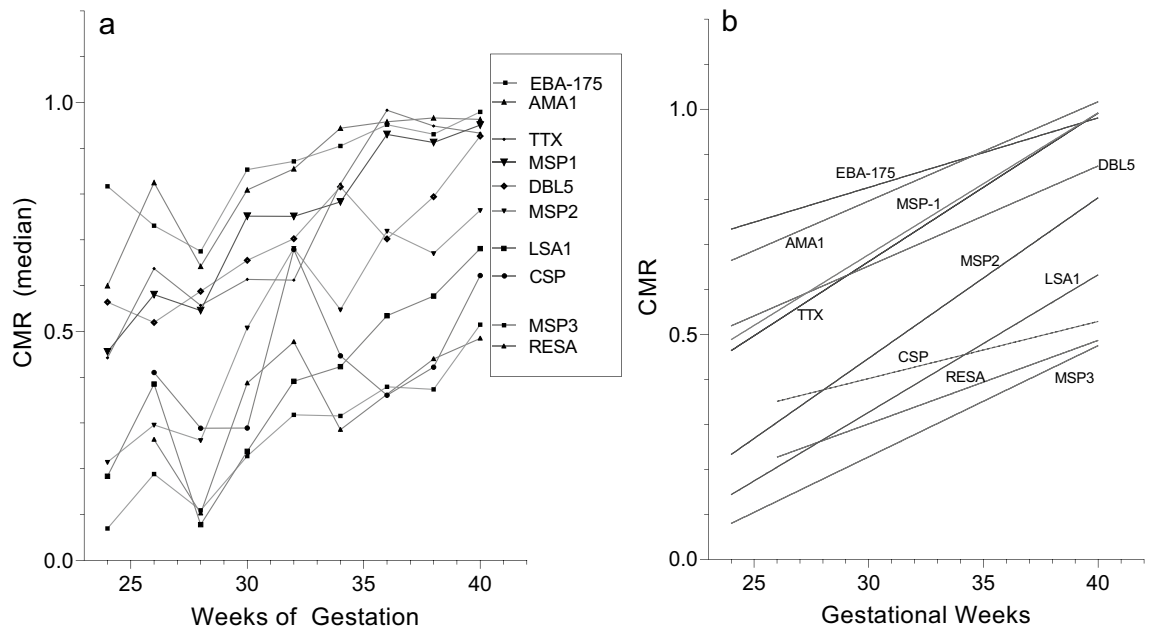 a
1.0
0.5
0.0
CMR (median)
25
30
35
40
Weeks of Gestation
EBA-175
AMA1
TTX
MSP1
DBL5
MSP2
LSA1
CSP
MSP3
RESA
b
1.0
0.5
0.0
CMR
EBA-175
MSP-1
DBL5
AMA1
MSP2
LSA1
TTX
CSP
RESA
MSP3
25
30
35
40
Gestational Weeks